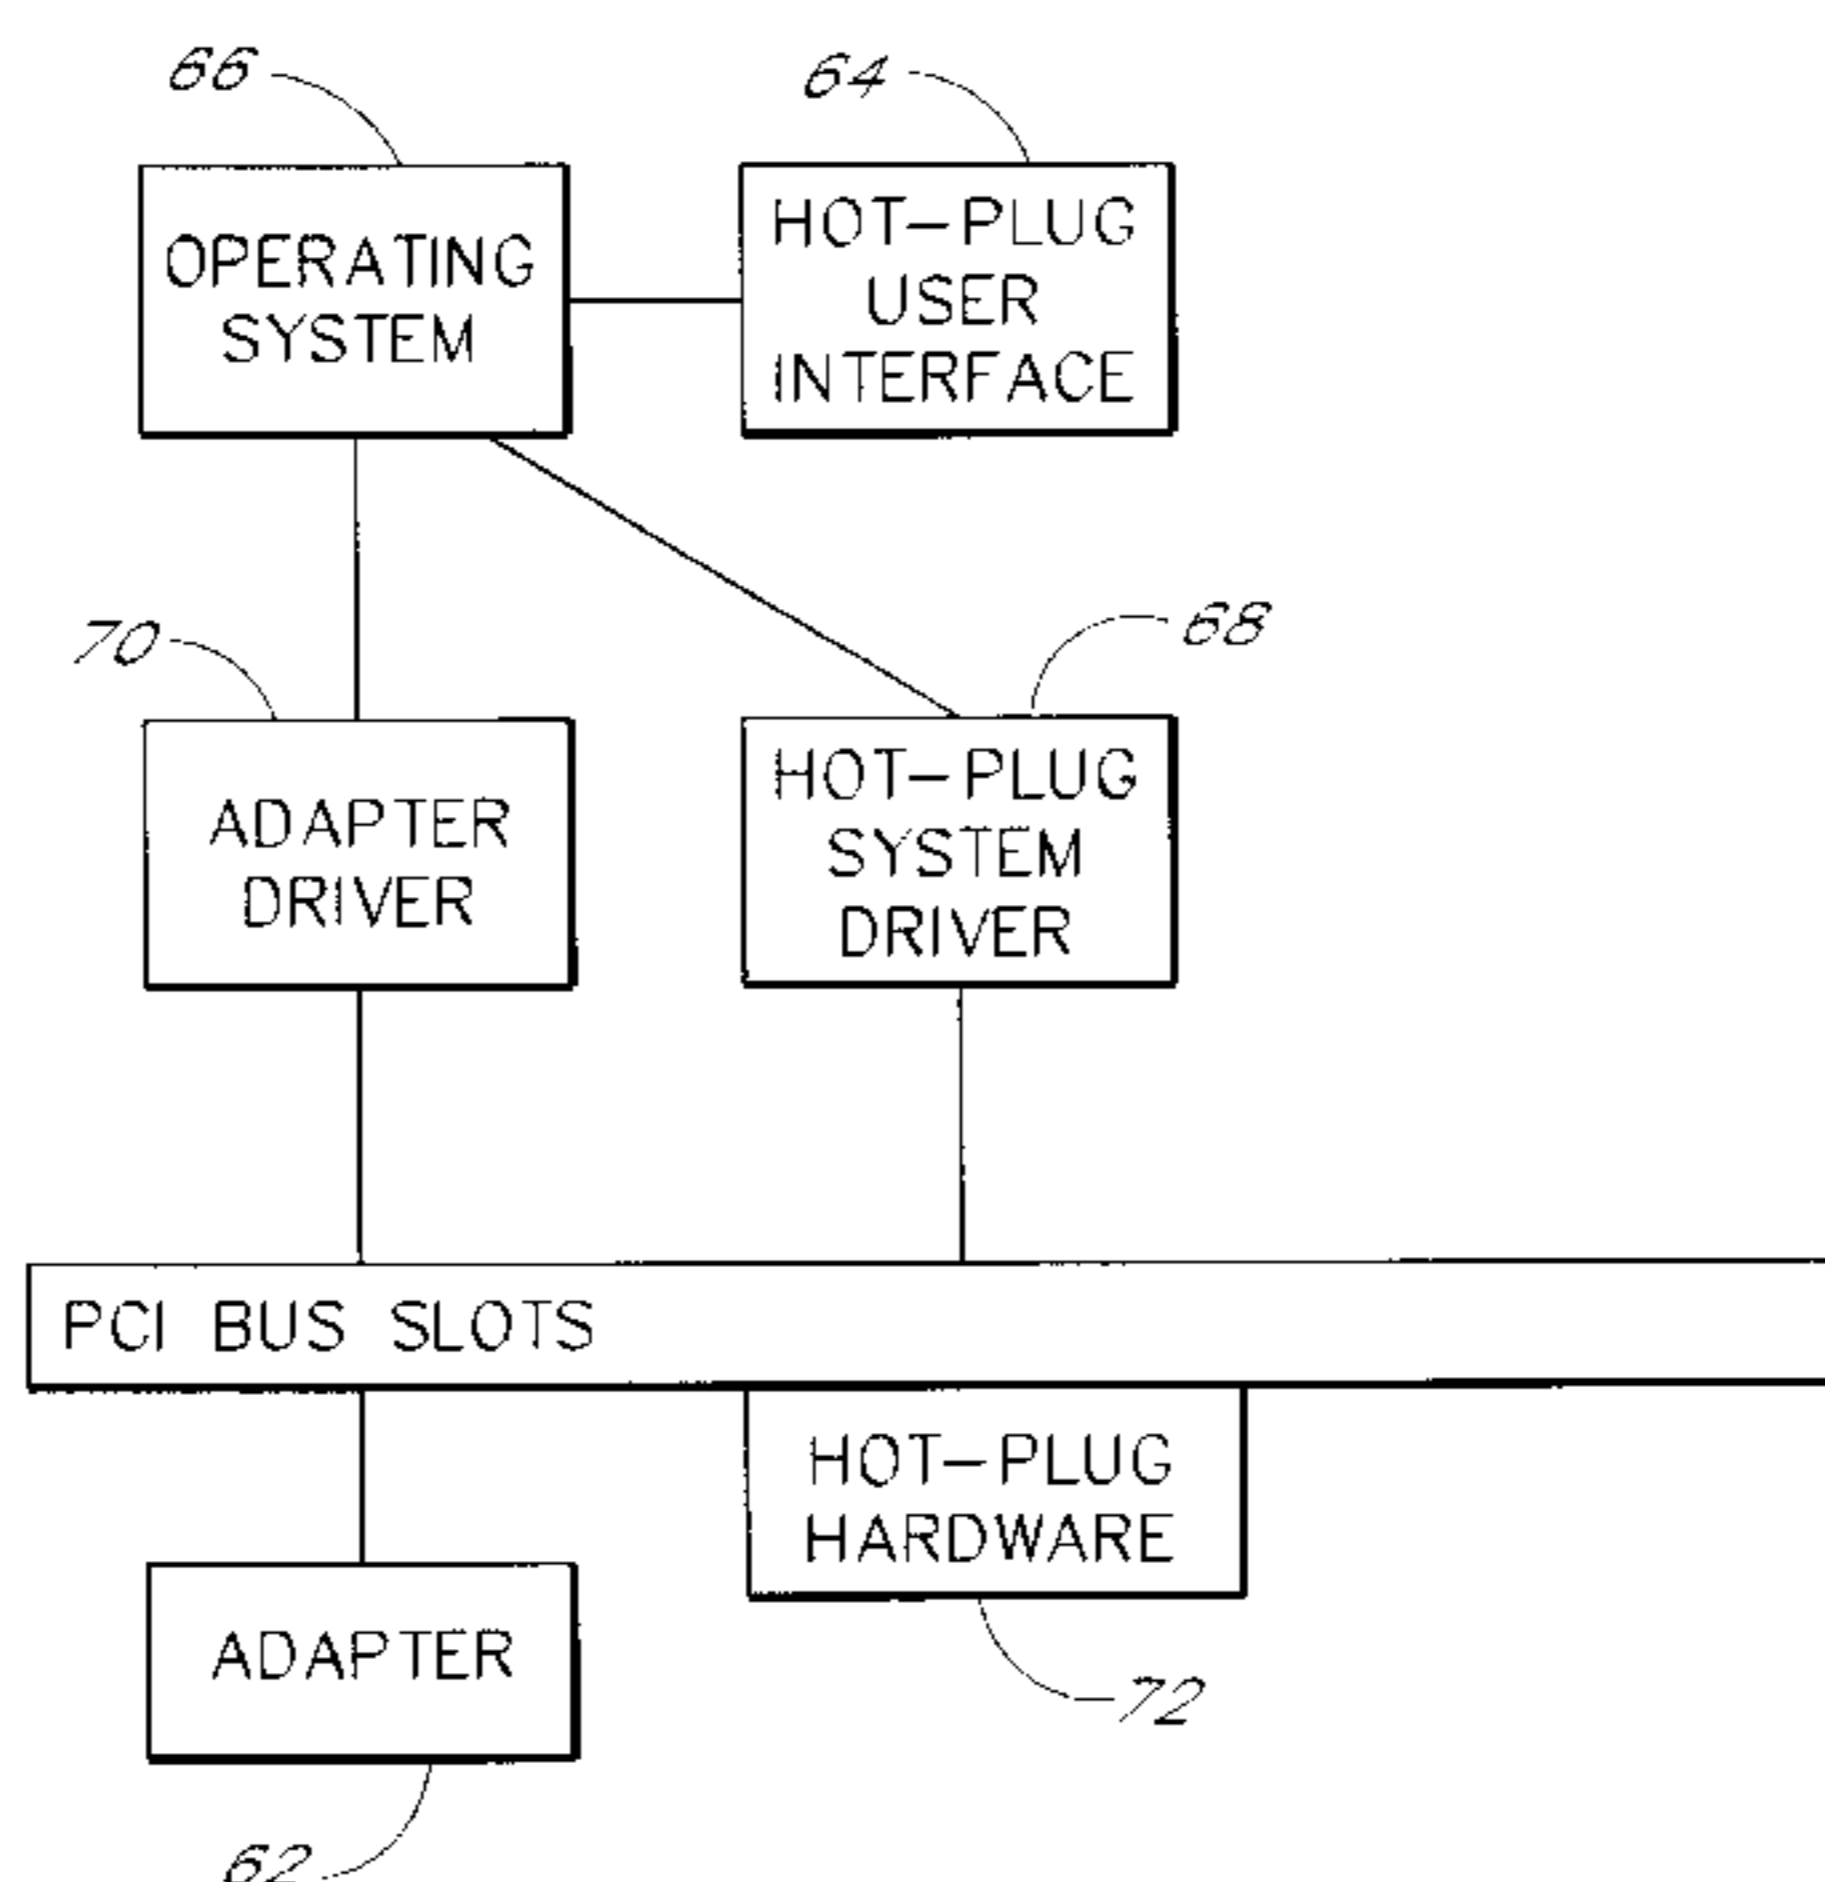 66
64
OPERATING
SYSTEM
HOT-PLUG
USER
INTERFACE
70
68
ADAPTER
DRIVER
HOT-PLUG
SYSTEM
DRIVER
PCI BUS SLOTS
HOT-PLUG
HARDWARE
ADAPTER
72
62